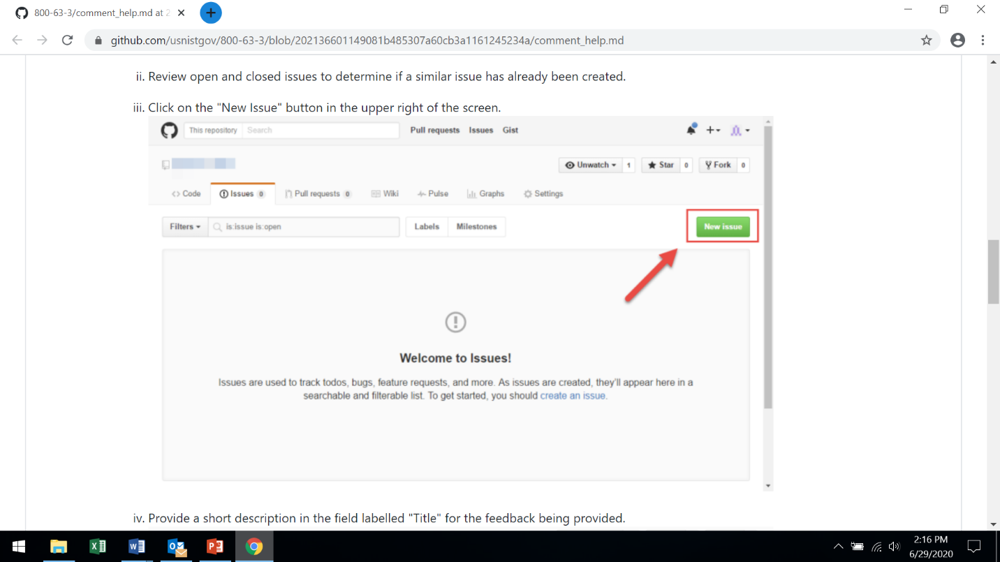 800-63-3/comment_help.md at 2
github.com/usnistgov/800-63-3/blob/202136601149081b485307a60cb3a1161245234a/comment_help.md
ii. Review open and closed issues to determine if a similar issue has already been created.
iii. Click on the "New Issue" button in the upper right of the screen.
This repository Search Pull requests Issues Gist
Unwatch 1 Star 0 Fork 0
Code Issues 0 Pull requests 0 Wiki Pulse Graphs Settings
Filters is:issue is:open Labels Milestones New issue
Welcome to Issues!
Issues are used to track todos, bugs, feature requests, and more. As issues are created, they'll appear here in a
searchable and filterable list. To get started, you should create an issue.
iv. Provide a short description in the field labelled "Title" for the feedback being provided.
2:16 PM
6/29/2020